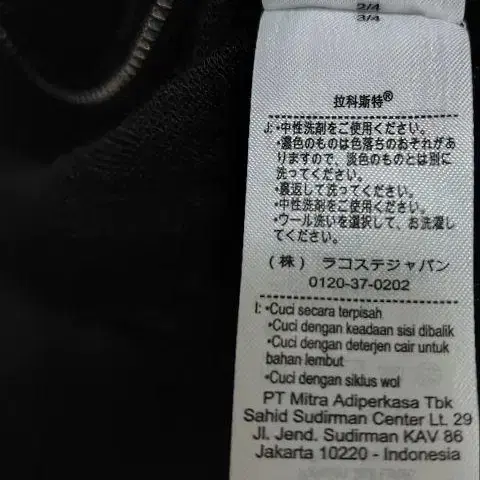 2/4
3/4
拉科斯特®
J: •中性洗剤をご使用ください。
•濃色のものは色落ちのおそれがあ
りますので、淡色のものとは別に
洗ってください。
•裏返して洗ってください。
•中性洗剤をご使用ください。
•ウール洗いを選択して、お洗濯し
てください。
(株) ラコステジャパン
0120-37-0202
I: •Cuci secara terpisah
•Cuci dengan keadaan sisi dibalik
•Cuci dengan deterjen cair untuk
bahan lembut
•Cuci dengan siklus wol
PT Mitra Adiperkasa Tbk
Sahid Sudirman Center Lt. 29
Jl. Jend. Sudirman KAV 86
Jakarta 10220 - Indonesia